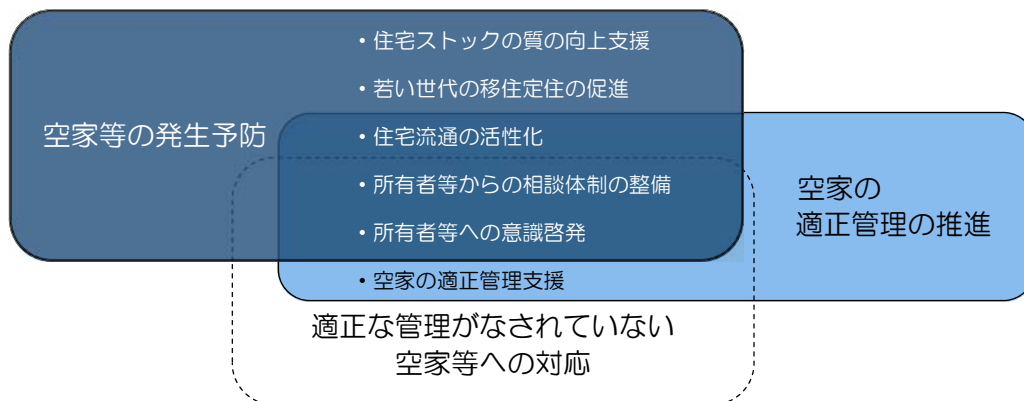 空家等の発生予防
・住宅ストックの質の向上支援
・若い世代の移住定住の促進
・住宅流通の活性化
・所有者等からの相談体制の整備
・所有者等への意識啓発
・空家の適正管理支援
空家の
適正管理の推進
適正な管理がなされていない
空家等への対応